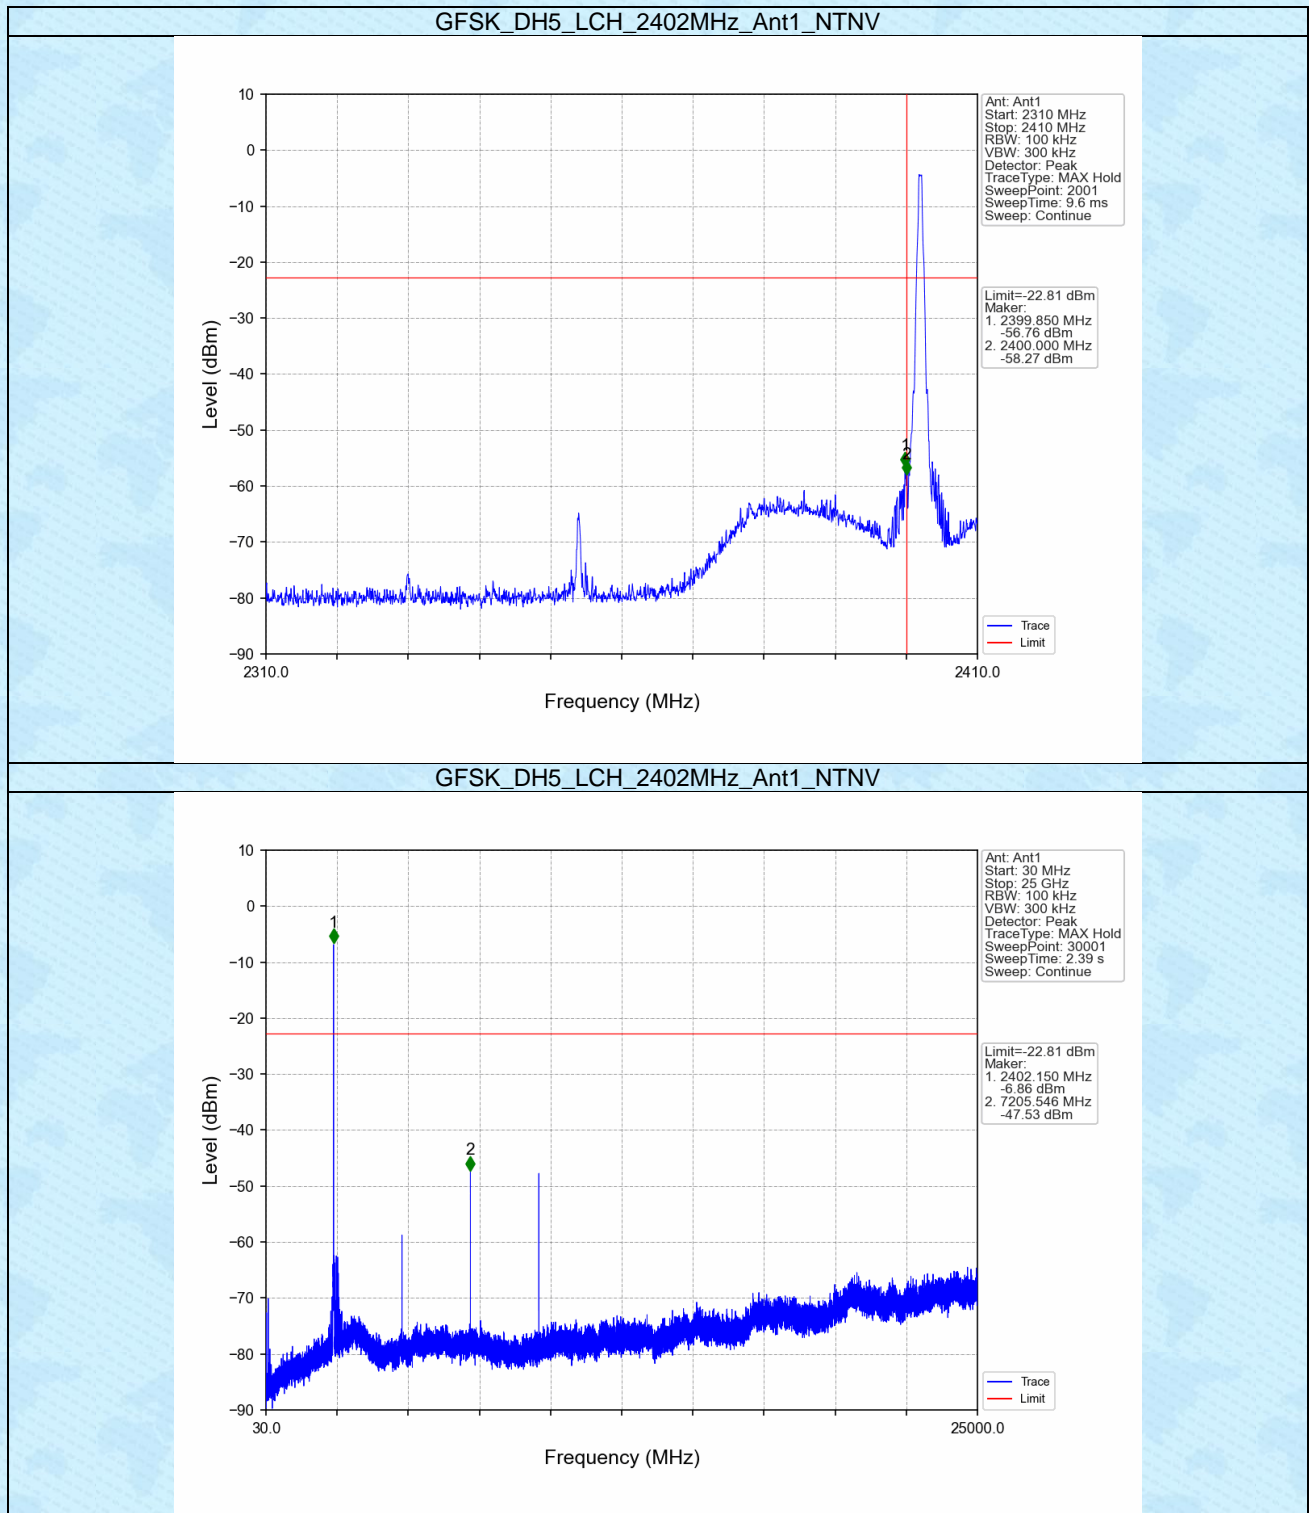 GFSK_DH5_LCH_2402MHz_Ant1_NTNV
10
0
−10
−20
−30
−40
−50
−60
−70
−80
−90
Level (dBm)
2310.0
2410.0
Frequency (MHz)
1
2
Ant: Ant1
Start: 2310 MHz
Stop: 2410 MHz
RBW: 100 kHz
VBW: 300 kHz
Detector: Peak
TraceType: MAX Hold
SweepPoint: 2001
SweepTime: 9.6 ms
Sweep: Continue
Limit=-22.81 dBm
Maker:
1. 2399.850 MHz
-56.76 dBm
2. 2400.000 MHz
-58.27 dBm
Trace
Limit
GFSK_DH5_LCH_2402MHz_Ant1_NTNV
10
0
−10
−20
−30
−40
−50
−60
−70
−80
−90
Level (dBm)
30.0
25000.0
Frequency (MHz)
1
2
Ant: Ant1
Start: 30 MHz
Stop: 25 GHz
RBW: 100 kHz
VBW: 300 kHz
Detector: Peak
TraceType: MAX Hold
SweepPoint: 30001
SweepTime: 2.39 s
Sweep: Continue
Limit=-22.81 dBm
Maker:
1. 2402.150 MHz
-6.86 dBm
2. 7205.546 MHz
-47.53 dBm
Trace
Limit